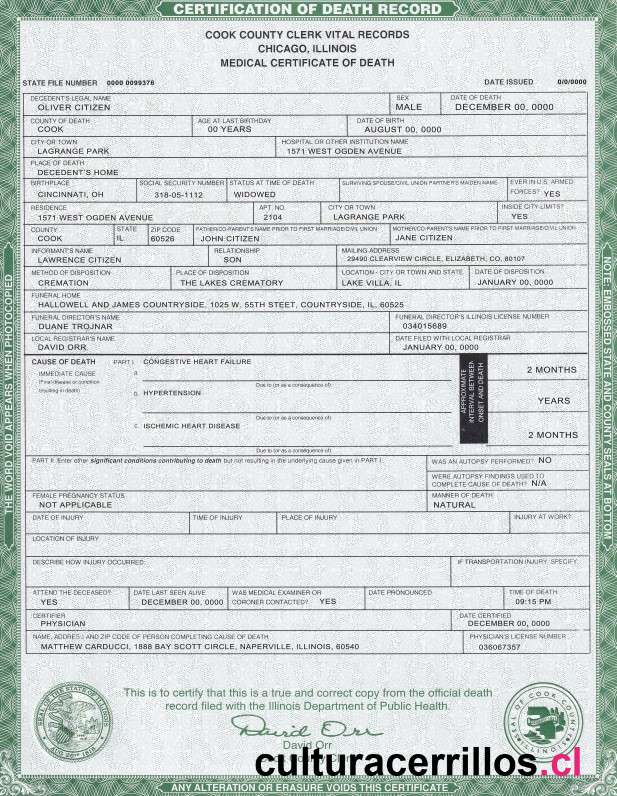 CERTIFICATION OF DEATH RECORD
COOK COUNTY CLERK VITAL RECORDS
CHICAGO, ILLINOIS
MEDICAL CERTIFICATE OF DEATH
STATE FILE NUMBER 0000 0099376 DATE ISSUED 0/0/0000
DECEDENT'S LEGAL NAME SEX DATE OF DEATH
OLIVER CITIZEN MALE DECEMBER 00, 0000
COUNTY OF DEATH AGE AT LAST BIRTHDAY DATE OF BIRTH
COOK 00 YEARS AUGUST 00, 0000
CITY OR TOWN HOSPITAL OR OTHER INSTITUTION NAME
LAGRANGE PARK 1571 WEST OGDEN AVENUE
PLACE OF DEATH
DECEDENT'S HOME
BIRTHPLACE SOCIAL SECURITY NUMBER STATUS AT TIME OF DEATH SURVIVING SPOUSE/CIVIL UNION PARTNER'S MAIDEN NAME EVER IN U.S. ARMED
CINCINNATI, OH 318-05-1112 WIDOWED FORCES? YES
RESIDENCE APT. NO. CITY OR TOWN INSIDE CITY-LIMITS?
1571 WEST OGDEN AVENUE 2104 LAGRANGE PARK YES
COUNTY STATE ZIP CODE FATHER/CO-PARENT'S NAME PRIOR TO FIRST MARRIAGE/CIVIL UNION MOTHER/CO-PARENT'S NAME PRIOR TO FIRST MARRIAGE/CIVIL UNION
COOK IL 60526 JOHN CITIZEN JANE CITIZEN
INFORMANT'S NAME RELATIONSHIP MAILING ADDRESS
LAWRENCE CITIZEN SON 29490 CLEARVIEW CIRCLE, ELIZABETH, CO, 80107
METHOD OF DISPOSITION PLACE OF DISPOSITION LOCATION - CITY OR TOWN AND STATE DATE OF DISPOSITION
CREMATION THE LAKES CREMATORY LAKE VILLA, IL JANUARY 00, 0000
FUNERAL HOME
HALLOWELL AND JAMES COUNTRYSIDE, 1025 W. 55TH STEET, COUNTRYSIDE, IL, 60525
FUNERAL DIRECTOR'S NAME FUNERAL DIRECTOR'S ILLINOIS LICENSE NUMBER
DUANE TROJNAR 034015689
LOCAL REGISTRAR'S NAME DATE FILED WITH LOCAL REGISTRAR
DAVID ORR JANUARY 00, 0000
CAUSE OF DEATH PART I. CONGESTIVE HEART FAILURE
IMMEDIATE CAUSE a.
(Final disease or condition
resulting in death)
2 MONTHS
Due to (or as a consequence of)
b. HYPERTENSION
YEARS
Due to (or as a consequence of)
c. ISCHEMIC HEART DISEASE
2 MONTHS
Due to (or as a consequence of)
APPROXIMATE
INTERVAL BETWEEN
ONSET AND DEATH
PART II. Enter other significant conditions contributing to death but not resulting in the underlying cause given in PART I. WAS AN AUTOPSY PERFORMED? NO
WERE AUTOPSY FINDINGS USED TO
COMPLETE CAUSE OF DEATH? N/A
FEMALE PREGNANCY STATUS MANNER OF DEATH
NOT APPLICABLE NATURAL
DATE OF INJURY TIME OF INJURY PLACE OF INJURY INJURY AT WORK?
LOCATION OF INJURY
DESCRIBE HOW INJURY OCCURRED: IF TRANSPORTATION INJURY, SPECIFY
ATTEND THE DECEASED? DATE LAST SEEN ALIVE WAS MEDICAL EXAMINER OR DATE PRONOUNCED TIME OF DEATH
YES DECEMBER 00, 0000 CORONER CONTACTED? YES 09:15 PM
CERTIFIER DATE CERTIFIED
PHYSICIAN DECEMBER 00, 0000
NAME, ADDRESS AND ZIP CODE OF PERSON COMPLETING CAUSE OF DEATH PHYSICIAN'S LICENSE NUMBER
MATTHEW CARDUCCI, 1888 BAY SCOTT CIRCLE, NAPERVILLE, ILLINOIS, 60540 036067357
This is to certify that this is a true and correct copy from the official death
record filed with the Illinois Department of Public Health.
David Orr
David Orr
culturacerrillos.cl
SEAL OF THE STATE OF ILLINOIS
AUG. 26TH 1818
SEAL OF COOK COUNTY
ILLINOIS
ANY ALTERATION OR ERASURE VOIDS THIS CERTIFICATE
THE WORD VOID APPEARS WHEN PHOTOCOPIED
NOTE: EMBOSSED STATE AND COUNTY SEALS AT BOTTOM